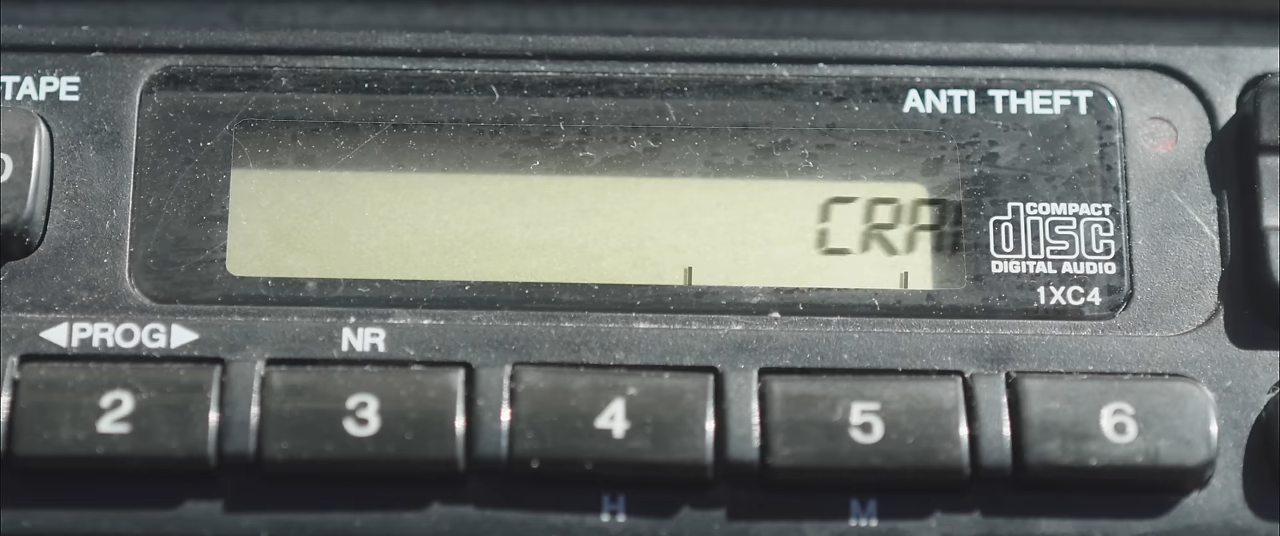 TAPE
ANTI THEFT
CRA
COMPACT
disc
DIGITAL AUDIO
1XC4
◀PROG▶
NR
2
3
4
5
6
H
M